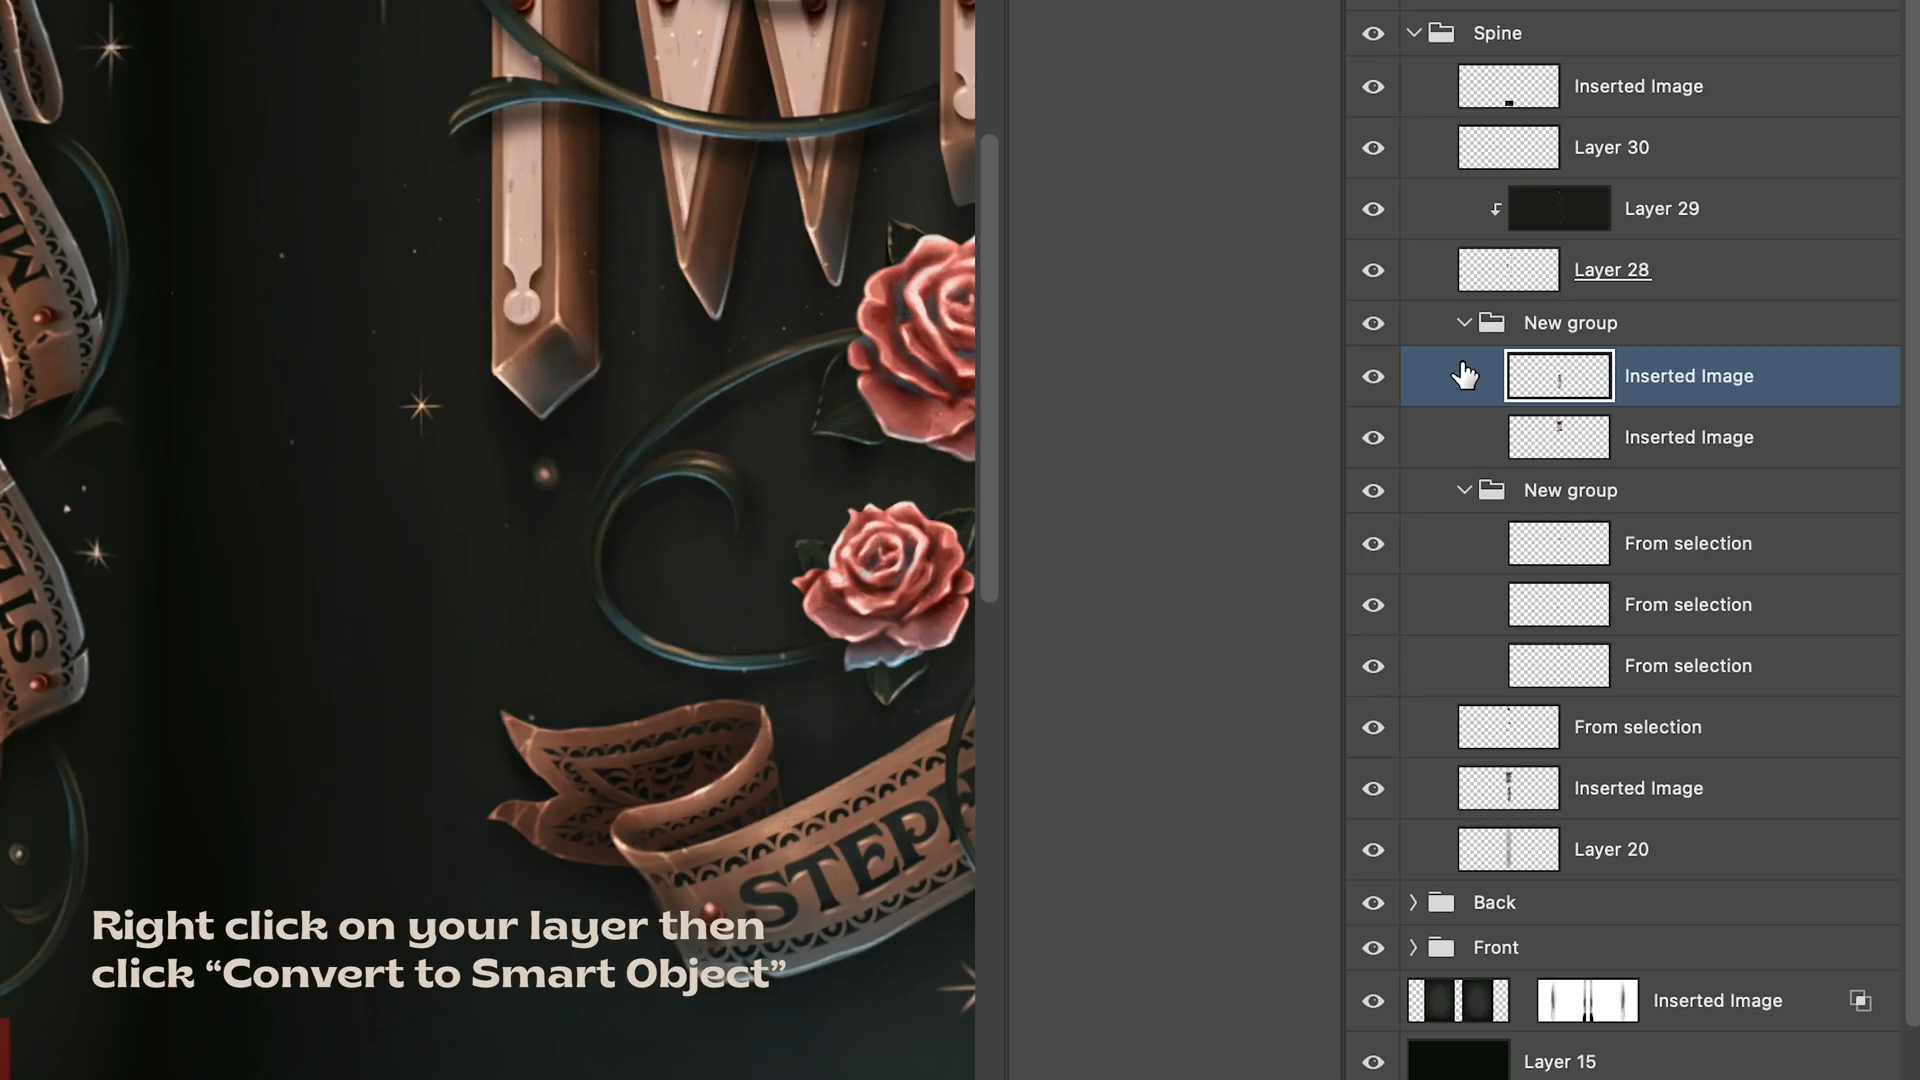 Spine
Inserted Image
Layer 30
Layer 29
Layer 28
New group
Inserted Image
Inserted Image
New group
From selection
From selection
From selection
From selection
Inserted Image
Layer 20
Back
Front
Inserted Image
Layer 15
Right click on your layer then
click “Convert to Smart Object”